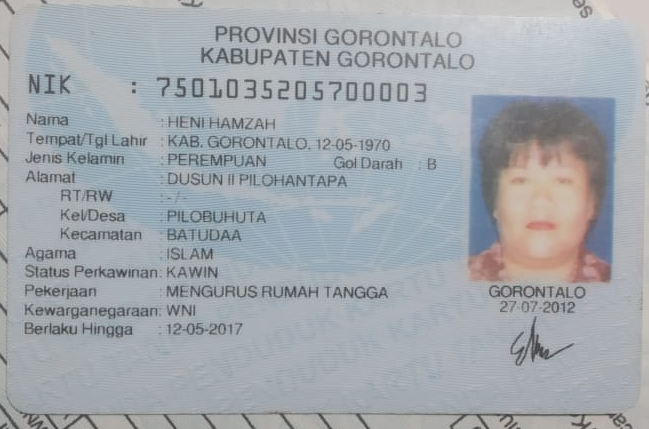 PROVINSI GORONTALO
KABUPATEN GORONTALO
NIK : 7501035205700003
Nama : HENI HAMZAH
Tempat/Tgl Lahir : KAB. GORONTALO, 12-05-1970
Jenis Kelamin : PEREMPUAN Gol Darah : B
Alamat : DUSUN II PILOHANTAPA
RT/RW : - / -
Kel/Desa : PILOBUHUTA
Kecamatan : BATUDAA
Agama : ISLAM
Status Perkawinan: KAWIN
Pekerjaan : MENGURUS RUMAH TANGGA
Kewarganegaraan: WNI
Berlaku Hingga : 12-05-2017
GORONTALO
27-07-2012